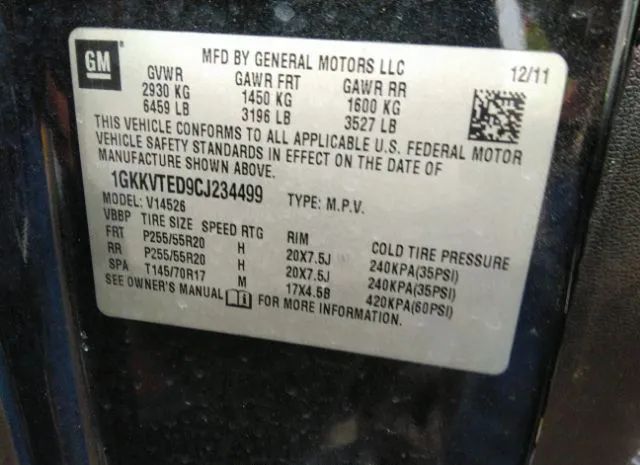 GM
MFD BY GENERAL MOTORS LLC
12/11
GVWR GAWR FRT GAWR RR
2930 KG 1450 KG 1600 KG
6459 LB 3196 LB 3527 LB
THIS VEHICLE CONFORMS TO ALL APPLICABLE U.S. FEDERAL MOTOR
VEHICLE SAFETY STANDARDS IN EFFECT ON THE DATE OF
MANUFACTURE SHOWN ABOVE.
1GKKVTED9CJ234499 TYPE: M.P.V.
MODEL: V14526
VBBP TIRE SIZE SPEED RTG RIM COLD TIRE PRESSURE
FRT P255/55R20 H 20X7.5J 240KPA(35PSI)
RR P255/55R20 H 20X7.5J 240KPA(35PSI)
SPA T145/70R17 M 17X4.5B 420KPA(60PSI)
SEE OWNER'S MANUAL FOR MORE INFORMATION.